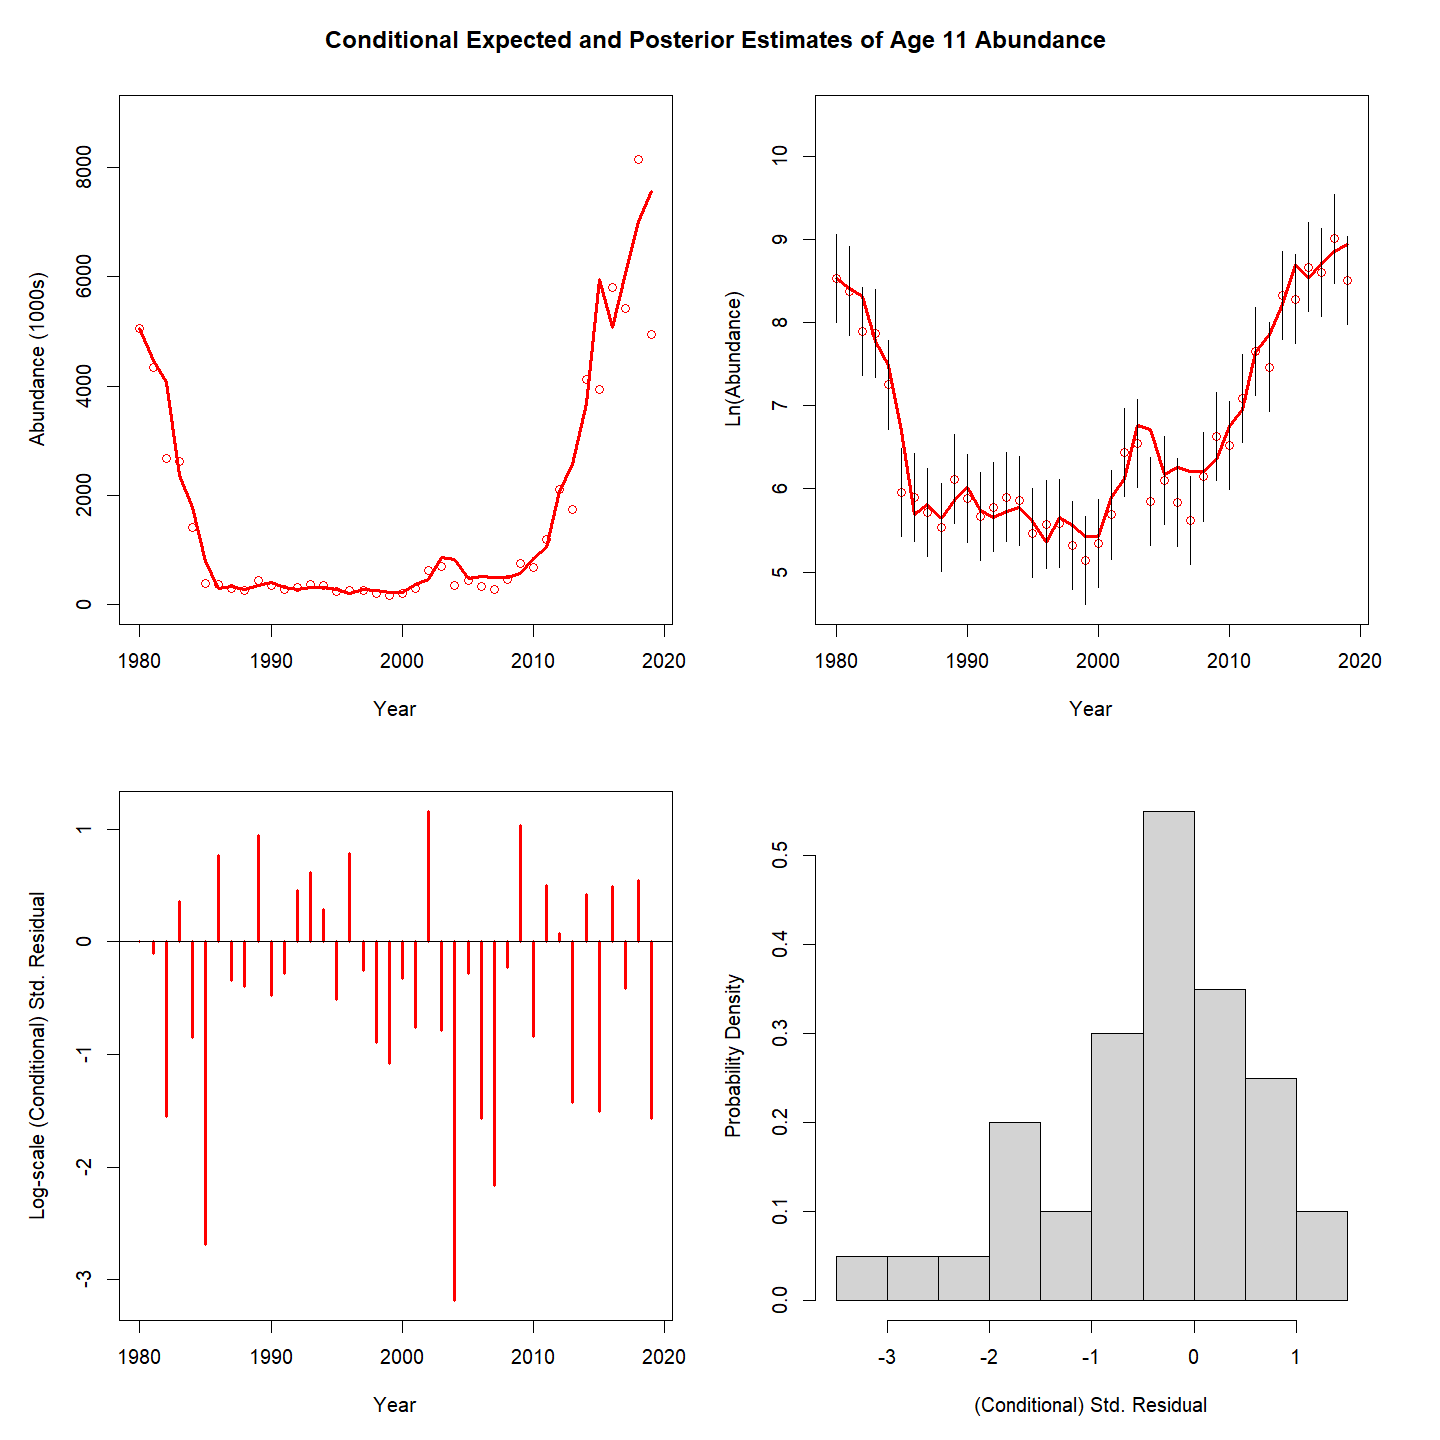 Conditional Expected and Posterior Estimates of Age 11 Abundance
Abundance (1000s)
8000
6000
4000
2000
0
1980 1990 2000 2010 2020
Year
Ln(Abundance)
10
9
8
7
6
5
1980 1990 2000 2010 2020
Year
Log-scale (Conditional) Std. Residual
1
0
-1
-2
-3
1980 1990 2000 2010 2020
Year
Probability Density
0.5
0.4
0.3
0.2
0.1
0.0
-3 -2 -1 0 1
(Conditional) Std. Residual